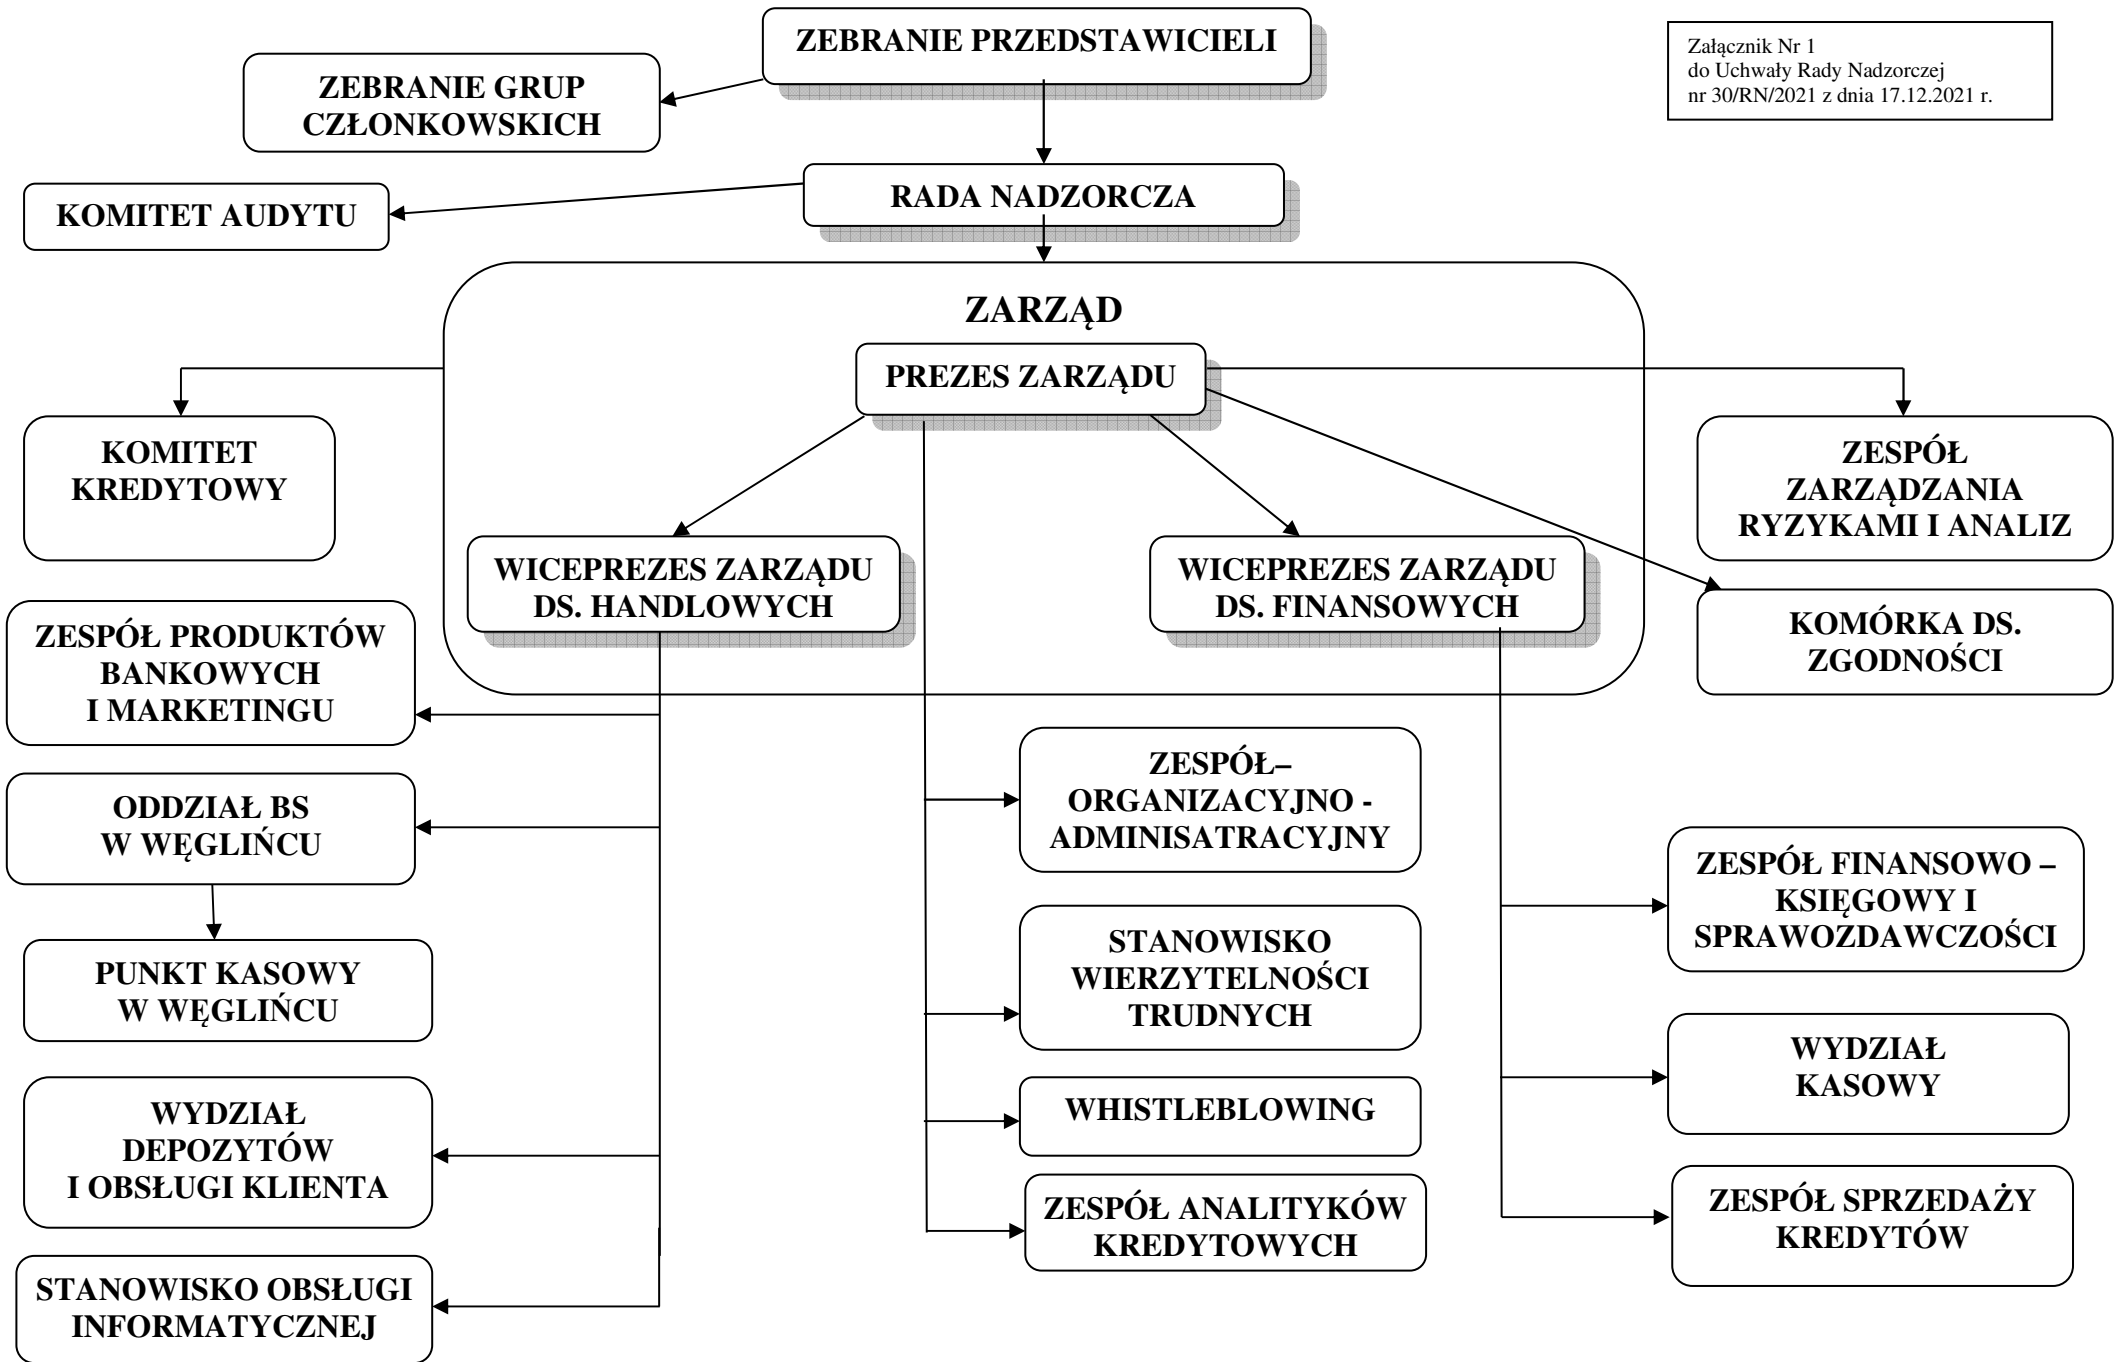 ZEBRANIE PRZEDSTAWICIELI
Załącznik Nr 1
do Uchwały Rady Nadzorczej
nr 30/RN/2021 z dnia 17.12.2021 r.
ZEBRANIE GRUP
CZŁONKOWSKICH
RADA NADZORCZA
KOMITET AUDYTU
ZARZĄD
PREZES ZARZĄDU
KOMITET
KREDYTOWY
ZESPÓŁ
ZARZĄDZANIA
RYZYKAMI I ANALIZ
WICEPREZES ZARZĄDU
DS. HANDLOWYCH
WICEPREZES ZARZĄDU
DS. FINANSOWYCH
KOMÓRKA DS.
ZGODNOŚCI
ZESPÓŁ PRODUKTÓW
BANKOWYCH
I MARKETINGU
ODDZIAŁ BS
W WĘGLIŃCU
PUNKT KASOWY
W WĘGLIŃCU
WYDZIAŁ
DEPOZYTÓW
I OBSŁUGI KLIENTA
STANOWISKO OBSŁUGI
INFORMATYCZNEJ
ZESPÓŁ–
ORGANIZACYJNO -
ADMINISATRACYJNY
STANOWISKO
WIERZYTELNOŚCI
TRUDNYCH
WHISTLEBLOWING
ZESPÓŁ ANALITYKÓW
KREDYTOWYCH
ZESPÓŁ FINANSOWO –
KSIĘGOWY I
SPRAWOZDAWCZOŚCI
WYDZIAŁ
KASOWY
ZESPÓŁ SPRZEDAŻY
KREDYTÓW